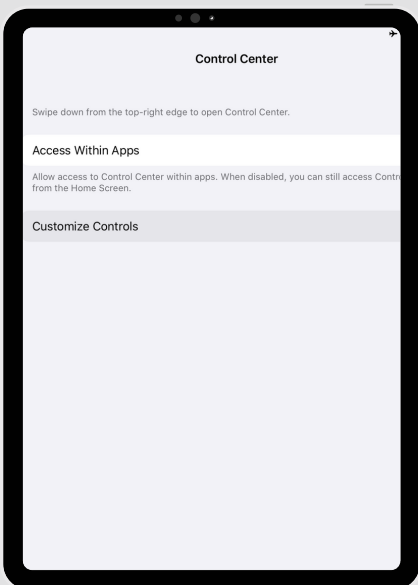 Control Center
Swipe down from the top-right edge to open Control Center.
Access Within Apps
Allow access to Control Center within apps. When disabled, you can still access Contr
from the Home Screen.
Customize Controls